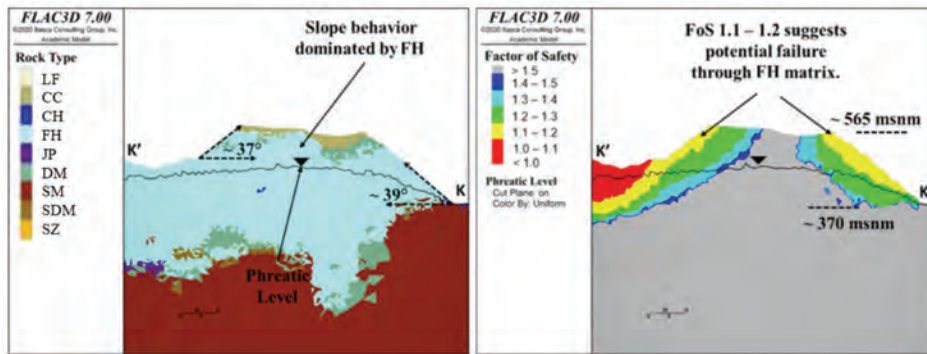 FLAC3D 7.00
©2020 Itasca Consulting Group, Inc.
Academic Model
Rock Type
LF
CC
CH
FH
JP
DM
SM
SDM
SZ
Slope behavior
dominated by FH
~ 37°
K'
~ 39°
K
Phreatic
Level
FLAC3D 7.00
©2020 Itasca Consulting Group, Inc.
Academic Model
Factor of Safety
> 1.5
1.4 – 1.5
1.3 – 1.4
1.2 – 1.3
1.1 – 1.2
1.0 – 1.1
< 1.0
Phreatic Level
Cut Plane: on
Color By: Uniform
FoS 1.1 – 1.2 suggests
potential failure
through FH matrix.
~ 565 msnm
K'
K
~ 370 msnm